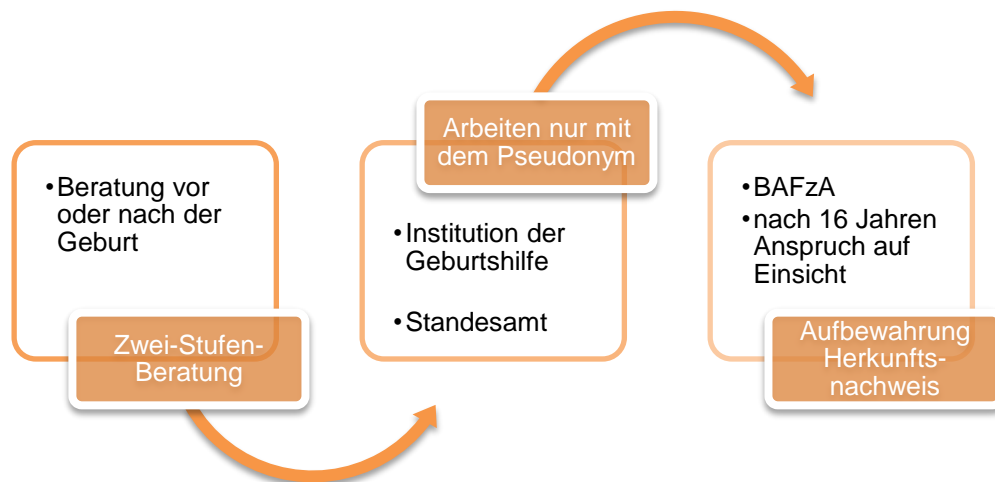 •Beratung vor
oder nach der
Geburt
Zwei-Stufen-
Beratung
Arbeiten nur mit
dem Pseudonym
•Institution der
Geburtshilfe
•Standesamt
•BAFzA
•nach 16 Jahren
Anspruch auf
Einsicht
Aufbewahrung
Herkunfts-
nachweis